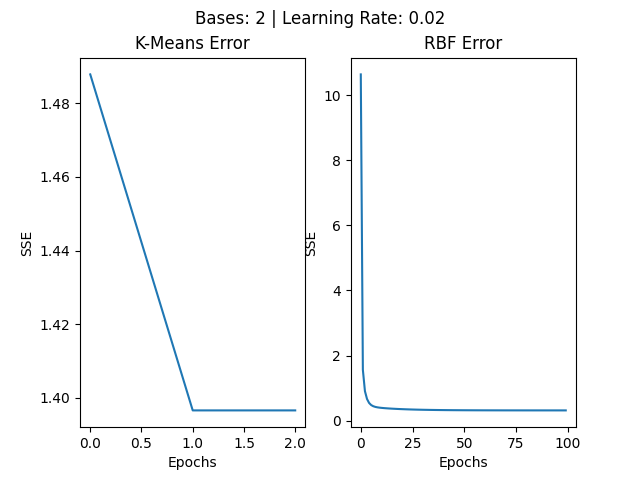 Bases: 2 | Learning Rate: 0.02
K-Means Error
RBF Error
SSE
1.48
1.46
1.44
1.42
1.40
0.0 0.5 1.0 1.5 2.0
Epochs
SSE
10
8
6
4
2
0
0 25 50 75 100
Epochs